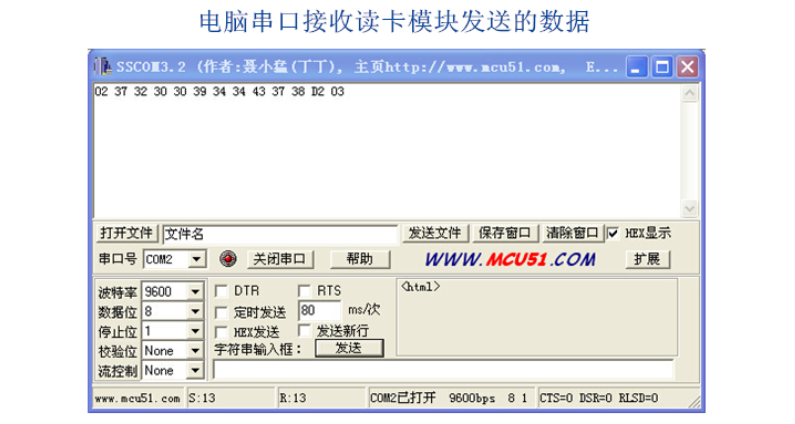 电脑串口接收读卡模块发送的数据
SSCOM3.2 (作者:聂小猛(丁丁), 主页http://www.mcu51.com,  E...
02 37 32 30 30 39 34 34 43 37 38 D2 03
打开文件 文件名 发送文件 保存窗口 清除窗口 HEX显示
串口号 COM2 关闭串口 帮助 WWW.MCU51.COM 扩展
波特率 9600 DTR RTS <html>
数据位 8 定时发送 80 ms/次
停止位 1 HEX发送 发送新行
校验位 None 字符串输入框: 发送
流控制 None
www.mcu51.com S:13 R:13 COM2已打开 9600bps 8 1 CTS=0 DSR=0 RLSD=0